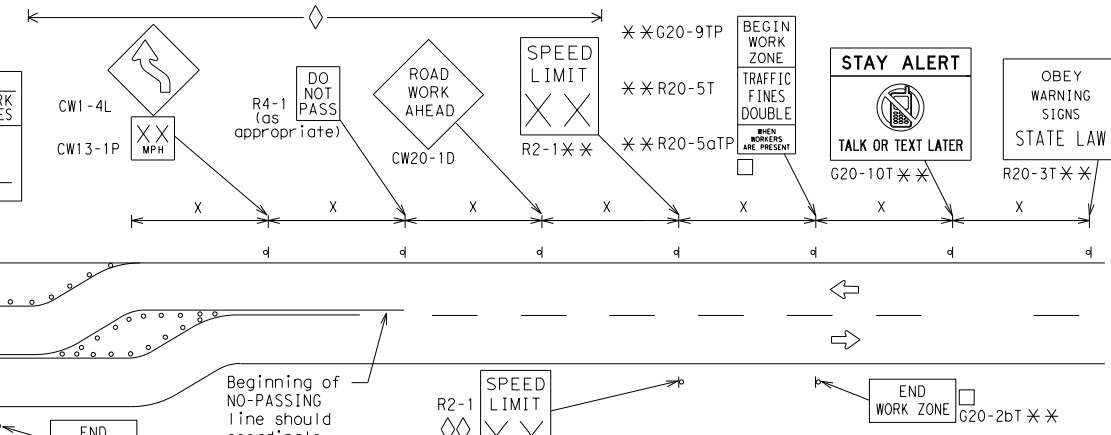 CW1-4L
CW13-1P
X X
MPH
R4-1
(as
appropriate)
DO
NOT
PASS
ROAD
WORK
AHEAD
CW20-1D
SPEED
LIMIT
X X
R2-1**
**G20-9TP
**R20-5T
**R20-5aTP
BEGIN
WORK
ZONE
TRAFFIC
FINES
DOUBLE
WHEN
WORKERS
ARE PRESENT
STAY ALERT
TALK OR TEXT LATER
G20-10T**
OBEY
WARNING
SIGNS
STATE LAW
R20-3T**
X X X X X X X
Beginning of
NO-PASSING
line should
coordinate
R2-1
SPEED
LIMIT
X X
END
WORK ZONE
G20-2bT**
END